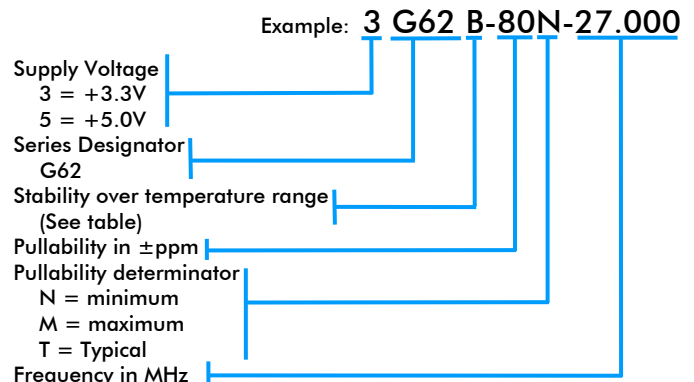 Example: 3 G62 B-80N-27.000
Supply Voltage
3 = +3.3V
5 = +5.0V
Series Designator
G62
Stability over temperature range
(See table)
Pullability in ±ppm
Pullability determinator
N = minimum
M = maximum
T = Typical
Frequency in MHz